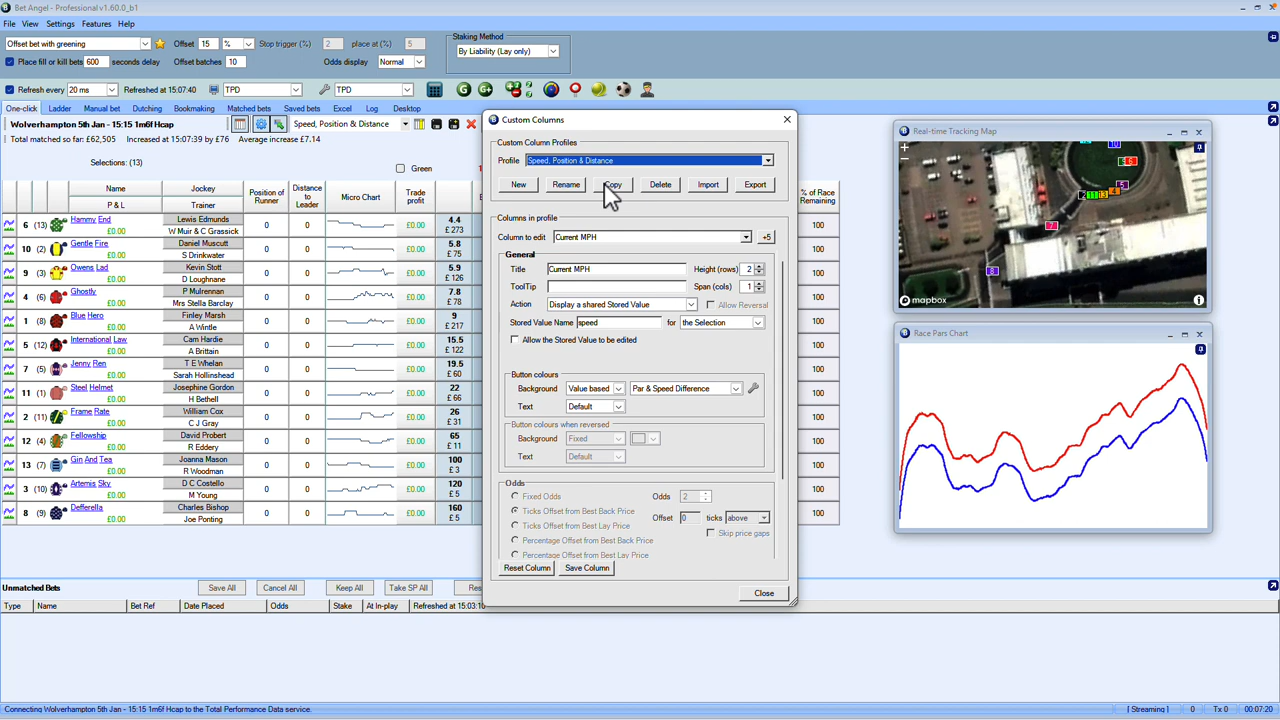 Bet Angel - Professional v1.60.0_b1
File View Settings Features Help
Offset bet with greening Offset 15 % Stop trigger (%) 2 place at (%) 5
Place fill or kill bets 600 seconds delay Offset batches 10 Odds display Normal
Staking Method
By Liability (Lay only)
Refresh every 20 ms Refreshed at 15:07:40 TPD TPD G G+
One-click Ladder Manual bet Dutching Bookmaking Matched bets Saved bets Excel Log Desktop
Wolverhampton 5th Jan - 15:15 1m6f Hcap Speed, Position & Distance
Total matched so far: £62,505 Increased in 15:07:39 by £76 Average increase £7.14
Selections: (13) Green
Name Jockey Position of Runner Distance to Leader Micro Chart Trade profit % of Race Remaining
P & L Trainer
6 (13) Hammy End Lewis Edmunds 0 0 £0.00 4.4 100
£0.00 W Muir & C Grassick £ 273
10 (2) Gentle Fire Daniel Muscutt 0 0 £0.00 5.8 100
£0.00 S Drinkwater £ 75
9 (3) Owens Lad Kevin Stott 0 0 £0.00 5.9 100
£0.00 D Loughnane £ 126
4 (6) Ghostly P Mulrennan 0 0 £0.00 7.8 100
£0.00 Mrs Stella Barclay £ 78
1 (8) Blue Hero Finley Marsh 0 0 £0.00 9 100
£0.00 A Wintle £ 217
5 (12) International Law Cam Hardie 0 0 £0.00 15.5 100
£0.00 A Brittain £ 122
7 (5) Jenny Ren T E Whelan 0 0 £0.00 19.5 100
£0.00 Sarah Hollinshead £ 60
11 (1) Steel Helmet Josephine Gordon 0 0 £0.00 22 100
£0.00 H Bethell £ 66
2 (11) Frame Rate William Cox 0 0 £0.00 26 100
£0.00 C J Gray £ 31
12 (4) Fellowship David Probert 0 0 £0.00 65 100
£0.00 R Eddery £ 11
13 (7) Gin And Tea Joanna Mason 0 0 £0.00 100 100
£0.00 R Woodman £ 3
3 (10) Artemis Sky D C Costello 0 0 £0.00 120 100
£0.00 M Young £ 5
8 (9) Defferella Charles Bishop 0 0 £0.00 160 100
£0.00 Joe Ponting £ 5
Custom Columns
Custom Column Profiles
Profile Speed, Position & Distance
New Rename Copy Delete Import Export
Columns in profile
Column to edit Current MPH +5
General
Title Current MPH Height (rows) 2
ToolTip Span (cols) 1
Action Display a shared Stored Value Allow Reversal
Stored Value Name speed for the Selection
Allow the Stored Value to be edited
Button colours
Background Value based Par & Speed Difference
Text Default
Button colours when reversed
Background Fixed
Text Default
Odds
Fixed Odds Odds 2
Ticks Offset from Best Back Price
Offset 0 ticks above
Ticks Offset from Best Lay Price Skip price gaps
Percentage Offset from Best Back Price
Percentage Offset from Best Lay Price
Reset Column Save Column
Close
Real-time Tracking Map
10
6
5
2 11 13 4
7
8
mapbox
Race Pars Chart
Unmatched Bets Save All Cancel All Keep All Take SP All
Type Name Bet Ref Date Placed Odds Stake At In-play Refreshed at 15:03:10
Connecting Wolverhampton 5th Jan - 15:15 1m6f Hcap to the Total Performance Data service. [ Streaming ] 0 Tx 0 00:07:20